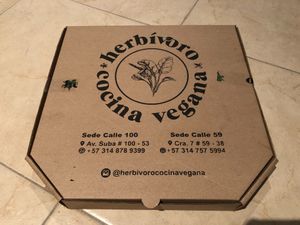 herbívoro
cocina vegana
Sede Calle 100
Av. Suba # 100 - 53
+57 314 878 9399
Sede Calle 59
Cra. 7 # 59 - 38
+57 314 757 5994
@herbivorococinavegana